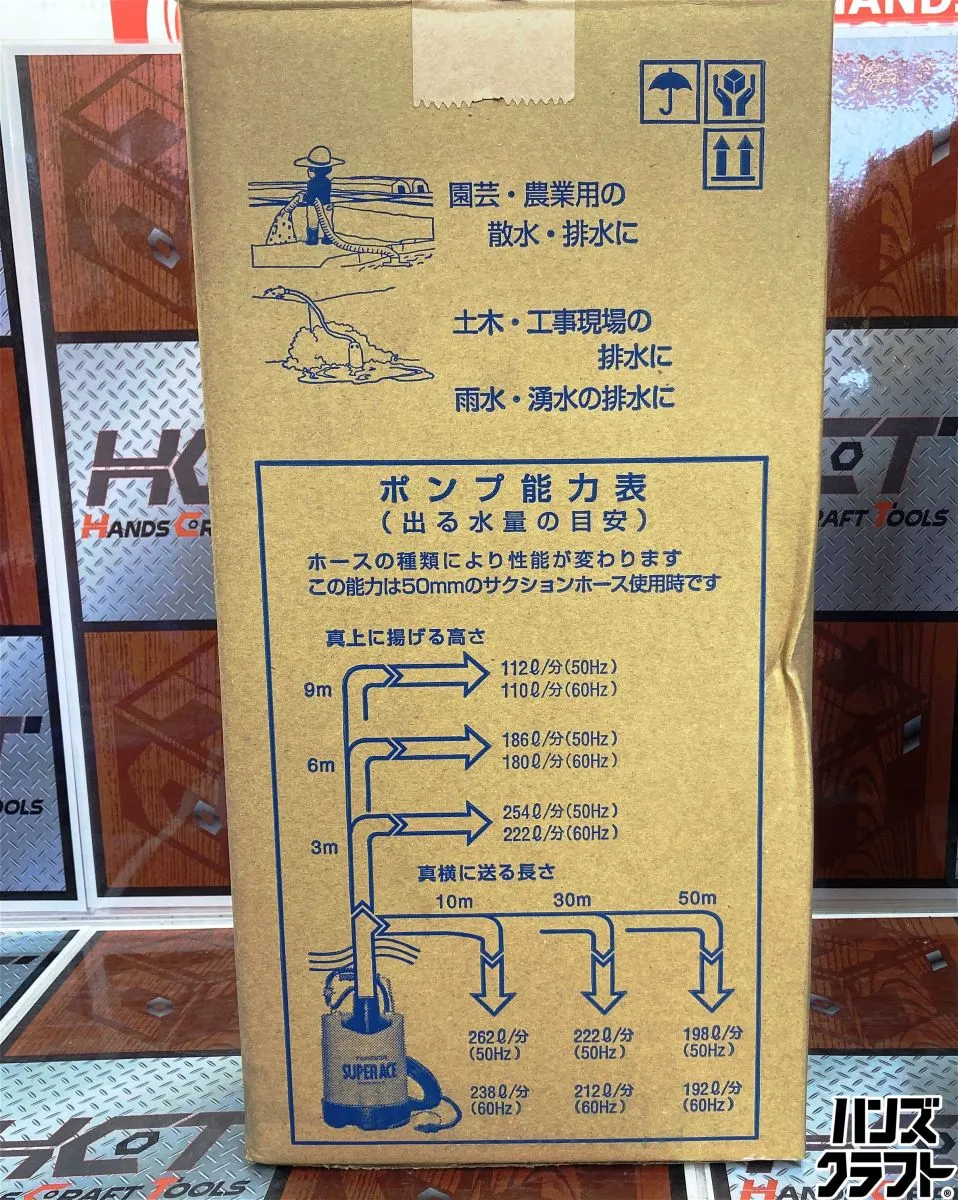 園芸・農業用の
散水・排水に
土木・工事現場の
排水に
雨水・湧水の排水に
ポンプ能力表
(出る水量の目安)
ホースの種類により性能が変わります
この能力は50mmのサクションホース使用時です
真上に揚げる高さ
9m
112ℓ/分(50Hz)
110ℓ/分(60Hz)
6m
186ℓ/分(50Hz)
180ℓ/分(60Hz)
3m
254ℓ/分(50Hz)
222ℓ/分(60Hz)
真横に送る長さ
10m 30m 50m
262ℓ/分 222ℓ/分 198ℓ/分
(50Hz) (50Hz) (50Hz)
238ℓ/分 212ℓ/分 192ℓ/分
(60Hz) (60Hz) (60Hz)
SUPER ACE
HANDS
HCT
HANDS CR
RAFT TOOLS
OOLS
HCT
CRAFT TOOLS
ハンズ
クラフト®